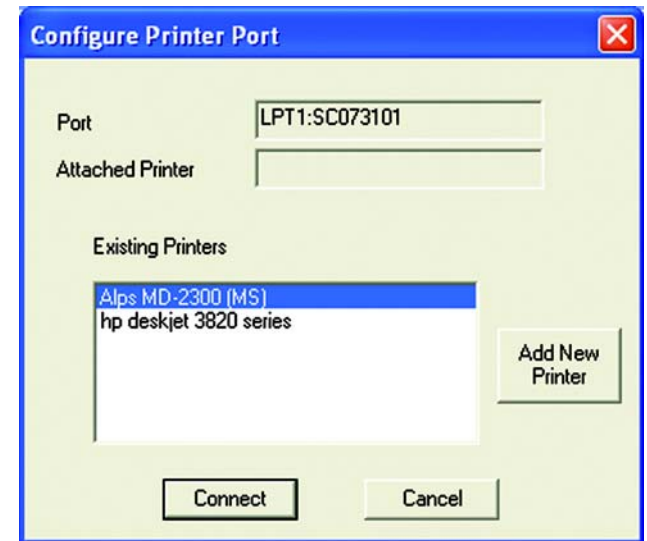 Configure Printer Port
Port
LPT1:SC073101
Attached Printer
Existing Printers
Alps MD-2300 (MS)
hp deskjet 3820 series
Add New
Printer
Connect
Cancel